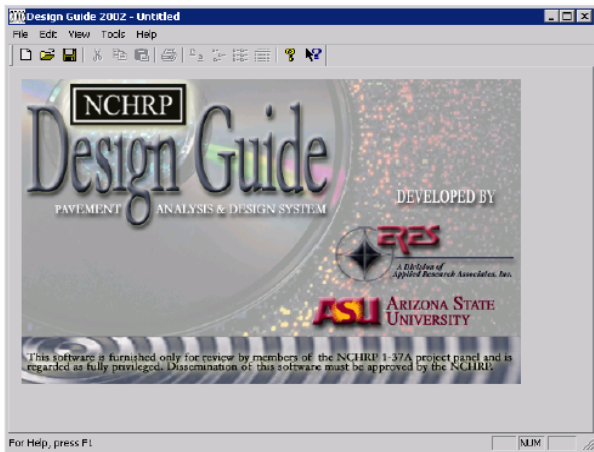 Design Guide 2002 - Untitled
File Edit View Tools Help
NCHRP
Design Guide
PAVEMENT ANALYSIS & DESIGN SYSTEM
DEVELOPED BY
ERES
A Division of
Applied Research Associates, Inc.
ASU ARIZONA STATE
UNIVERSITY
This software is furnished only for review by members of the NCHRP 1-37A project panel and is
regarded as fully privileged. Dissemination of this software must be approved by the NCHRP.
For Help, press F1
NUM